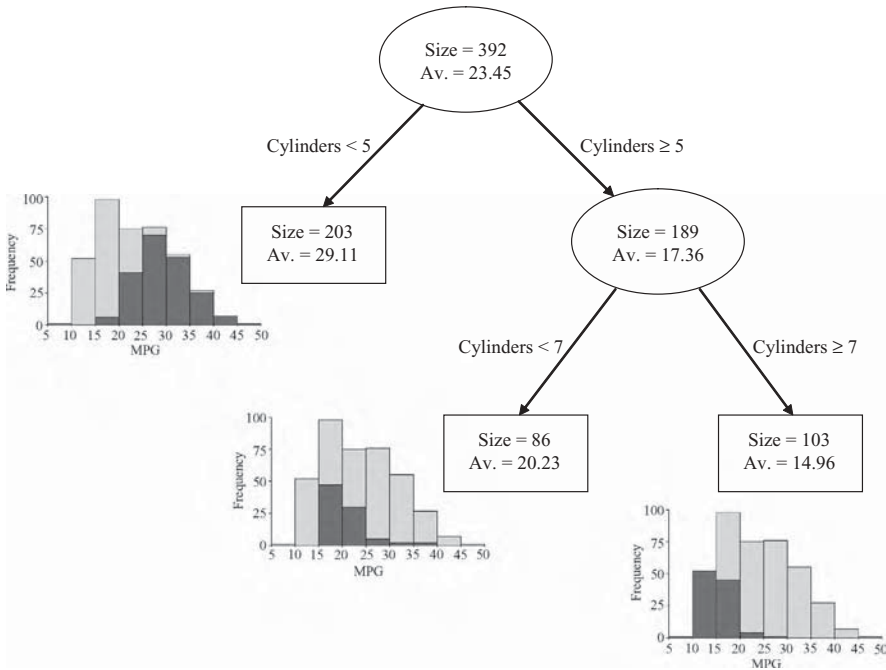 Size = 392
Av. = 23.45
Cylinders < 5
Cylinders ≥ 5
Size = 203
Av. = 29.11
Size = 189
Av. = 17.36
100
75
50
25
0
Frequency
5 10 15 20 25 30 35 40 45 50
MPG
Cylinders < 7
Cylinders ≥ 7
Size = 86
Av. = 20.23
Size = 103
Av. = 14.96
100
75
50
25
0
Frequency
5 10 15 20 25 30 35 40 45 50
MPG
100
75
50
25
0
Frequency
5 10 15 20 25 30 35 40 45 50
MPG